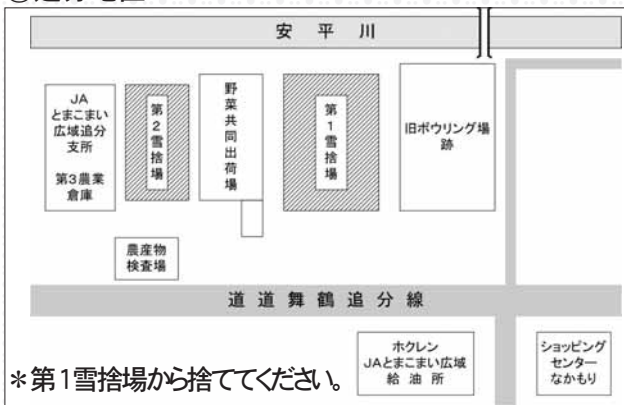 安平川
JA
とまこまい
広域追分
支所
第3農業
倉庫
第2雪捨場
野菜共同出荷場
第1雪捨場
旧ボウリング場
跡
農産物
検査場
道道舞鶴追分線
ホクレン
JAとまこまい広域
給油所
ショッピング
センター
なかもり
＊第1雪捨場から捨ててください。